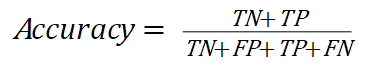 Accuracy = TN+TP / TN+FP+TP+FN